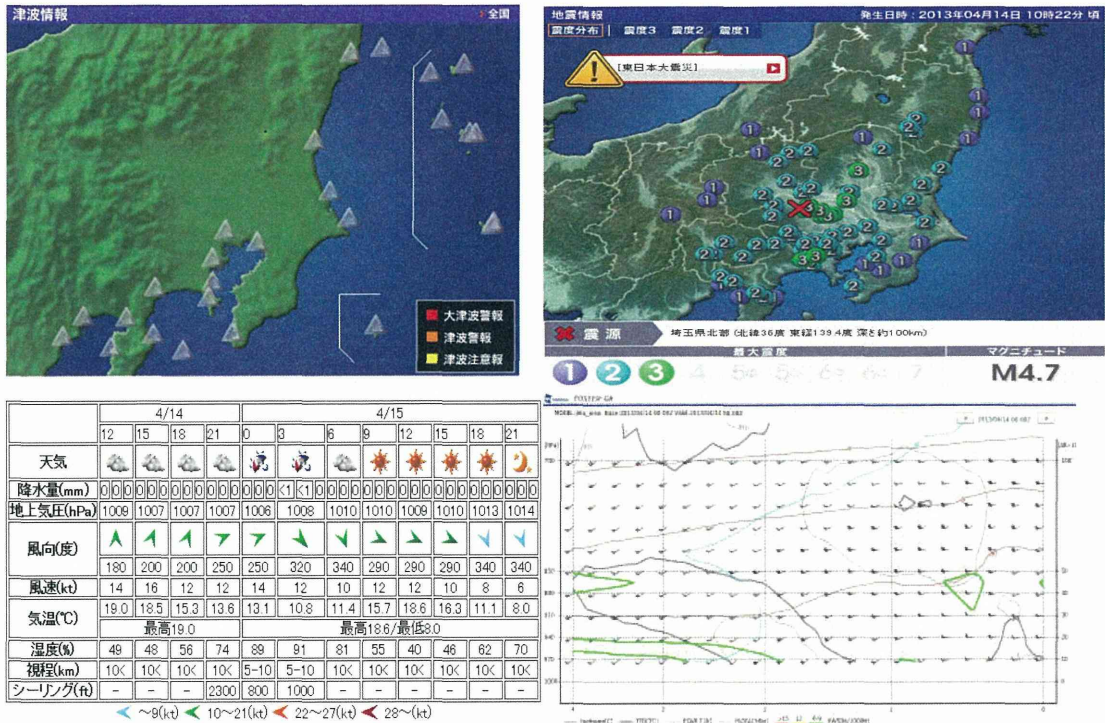 津波情報
全国
大津波警報
津波警報
津波注意報
地震情報 発生日時：2013年04月14日 10時22分 頃
震度分布 震度3 震度2 震度1
[東日本大震災]
震源 埼玉県北部 (北緯36度 東経139.4度 深さ約100km)
最大震度 マグニチュード
1 2 3 4 5- 5+ 6- 6+ 7 M4.7
4/14 4/15
12 15 18 21 0 3 6 9 12 15 18 21
天気
降水量(mm) 0 0 0 0 0 0 0 0 0 0 0 0 0 0 0 <1 <1 0 0 0 0 0 0 0 0 0 0 0 0 0 0 0 0 0 0 0
地上気圧(hPa) 1009 1007 1007 1007 1006 1008 1010 1010 1009 1010 1013 1014
風向(度)
180 200 200 250 250 320 340 290 290 290 340 340
風速(kt) 14 16 12 12 14 12 10 12 12 10 8 6
気温(℃) 19.0 18.5 15.3 13.6 13.1 10.8 11.4 15.7 18.6 16.3 11.1 8.0
最高19.0 最高18.6/最低8.0
湿度(%) 49 48 56 74 89 91 81 55 40 46 62 70
視程(km) 10< 10< 10< 10< 5-10 5-10 10< 10< 10< 10< 10< 10<
シーリング(ft) - - - 2300 800 1000 - - - - - -
～9(kt) 10～21(kt) 22～27(kt) 28～(kt)